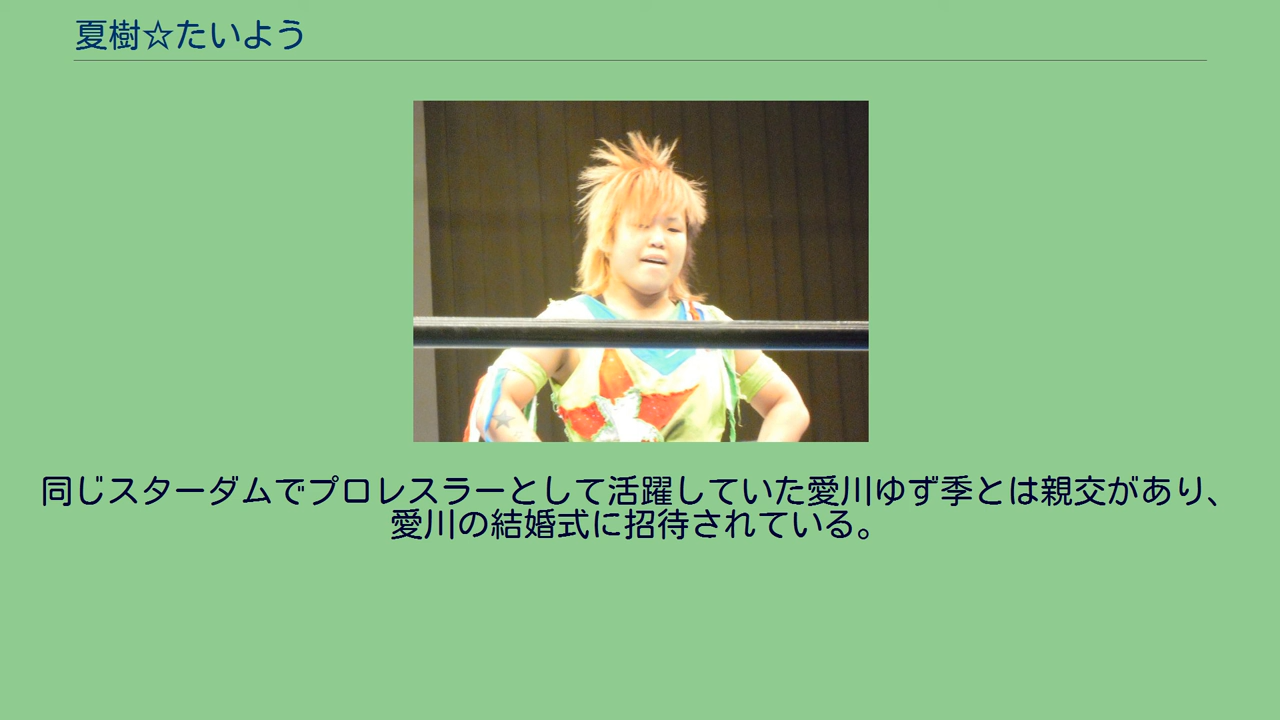 夏樹☆たいよう
同じスターダムでプロレスラーとして活躍していた愛川ゆず季とは親交があり、
愛川の結婚式に招待されている。